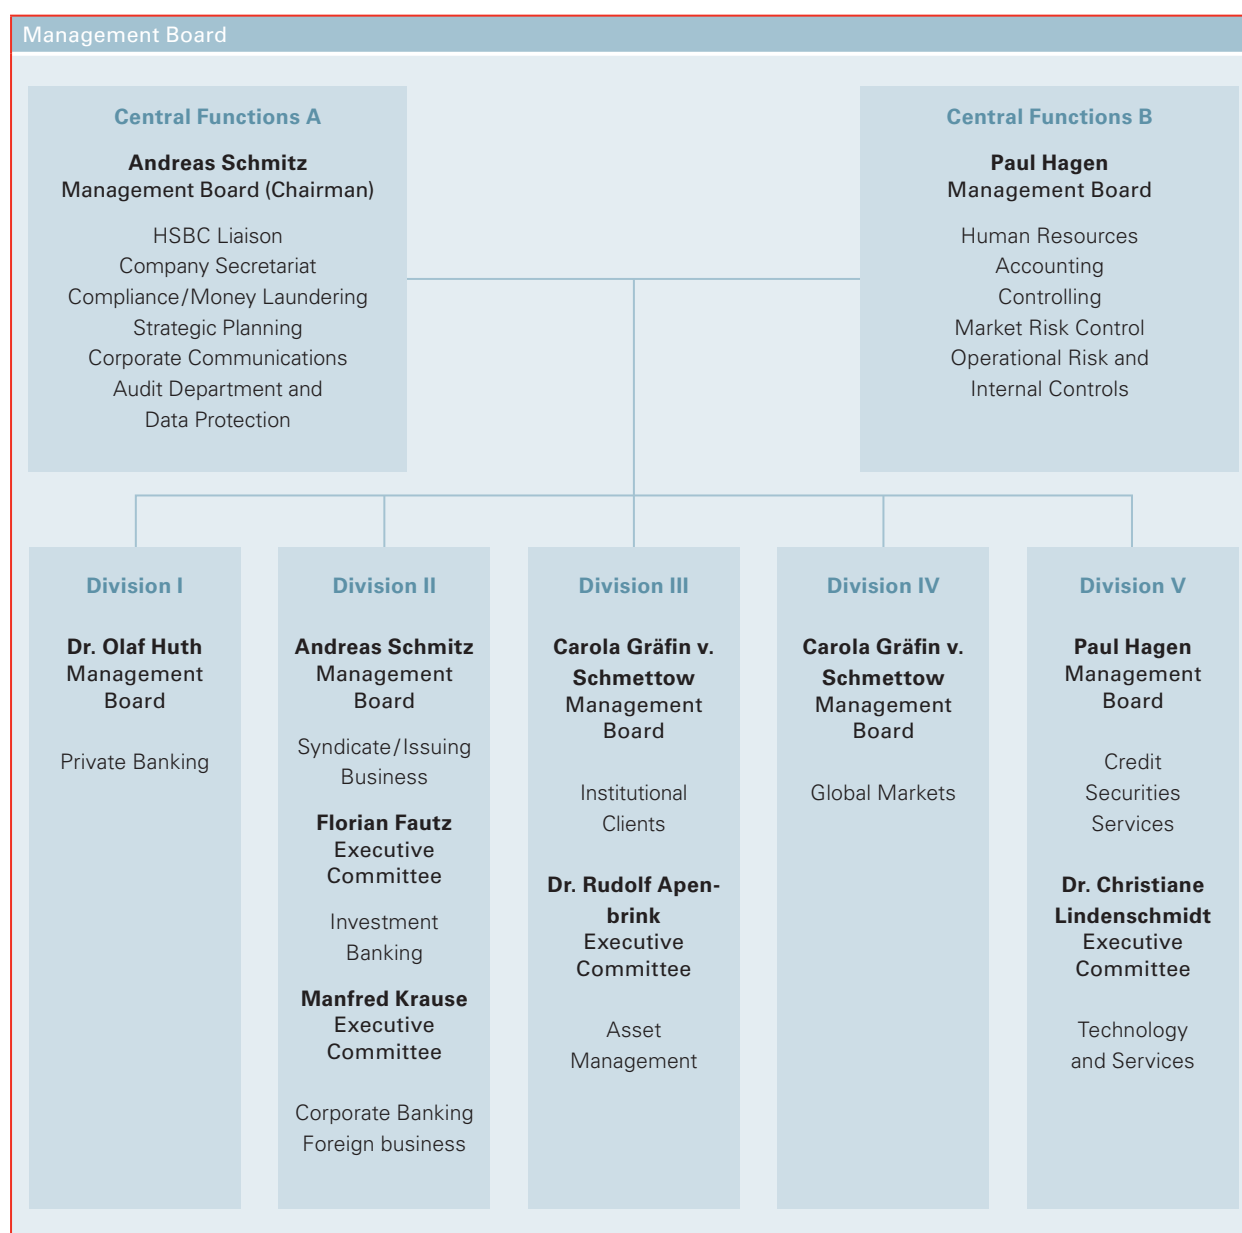 Management Board
Central Functions A
Andreas Schmitz
Management Board (Chairman)
HSBC Liaison
Company Secretariat
Compliance/Money Laundering
Strategic Planning
Corporate Communications
Audit Department and
Data Protection
Central Functions B
Paul Hagen
Management Board
Human Resources
Accounting
Controlling
Market Risk Control
Operational Risk and
Internal Controls
Division I
Dr. Olaf Huth
Management
Board
Private Banking
Division II
Andreas Schmitz
Management
Board
Syndicate/Issuing
Business
Florian Fautz
Executive
Committee
Investment
Banking
Manfred Krause
Executive
Committee
Corporate Banking
Foreign business
Division III
Carola Gräfin v.
Schmettow
Management
Board
Institutional
Clients
Dr. Rudolf Apen-
brink
Executive
Committee
Asset
Management
Division IV
Carola Gräfin v.
Schmettow
Management
Board
Global Markets
Division V
Paul Hagen
Management
Board
Credit
Securities
Services
Dr. Christiane
Lindenschmidt
Executive
Committee
Technology
and Services